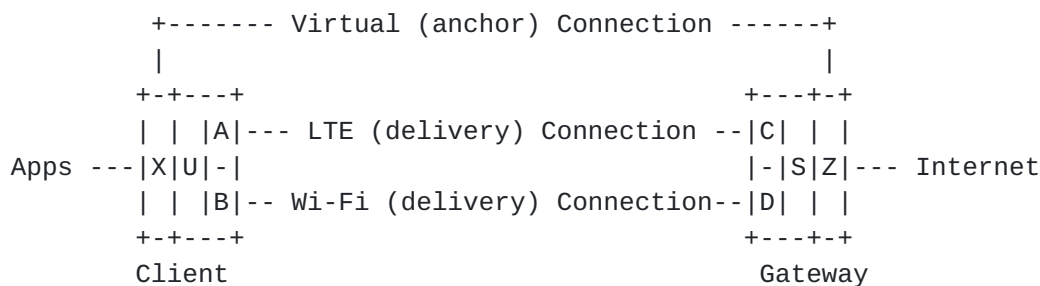 +------- Virtual (anchor) Connection ------+
|                                          |
+-+---+                                +---+-+
| | |A|--- LTE (delivery) Connection --|C| | |
Apps ---|X|U|-|                                |-|S|Z|--- Internet
| | |B|-- Wi-Fi (delivery) Connection--|D| | |
+-+---+                                +---+-+
Client                                Gateway